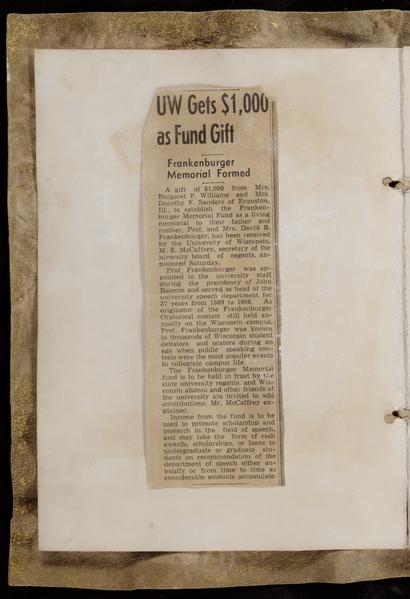 UW Gets $1,000
as Fund Gift
Frankenburger
Memorial Formed
A gift of $1,000 from Mrs.
Margaret F. Williams and Mrs.
Dorothy F. Sanders of Evanston,
Ill., to establish the Franken-
burger Memorial Fund as a living
memorial to their father and
mother, Prof. and Mrs. David B.
Frankenburger, has been received
by the University of Wisconsin,
M. E. McCaffrey, secretary of the
university board of regents, an-
nounced Saturday.
Prof. Frankenburger was ap-
pointed to the university staff
during the presidency of John
Bascom and served as head of the
university speech department for
27 years from 1869 to 1906. As
originator of the Frankenburger
Oratorical contest still held an-
nually on the Wisconsin campus,
Prof. Frankenburger was known
to thousands of Wisconsin student
debators and orators during an
age when public speaking con-
tests were the most popular events
in collegiate campus life.
The Frankenburger Memorial
fund is to be held in trust by the
state university regents, and Wis-
consin alumni and other friends of
the university are invited to add
contributions, Mr. McCaffrey ex-
plained.
Income from the fund is to be
used to promote scholarship and
research in the field of speech,
and may take the form of cash
awards, scholarships, or loans to
undergraduate or graduate stu-
dents on recommendation of the
department of speech either an-
nually or from time to time as
considerable amounts accumulate.